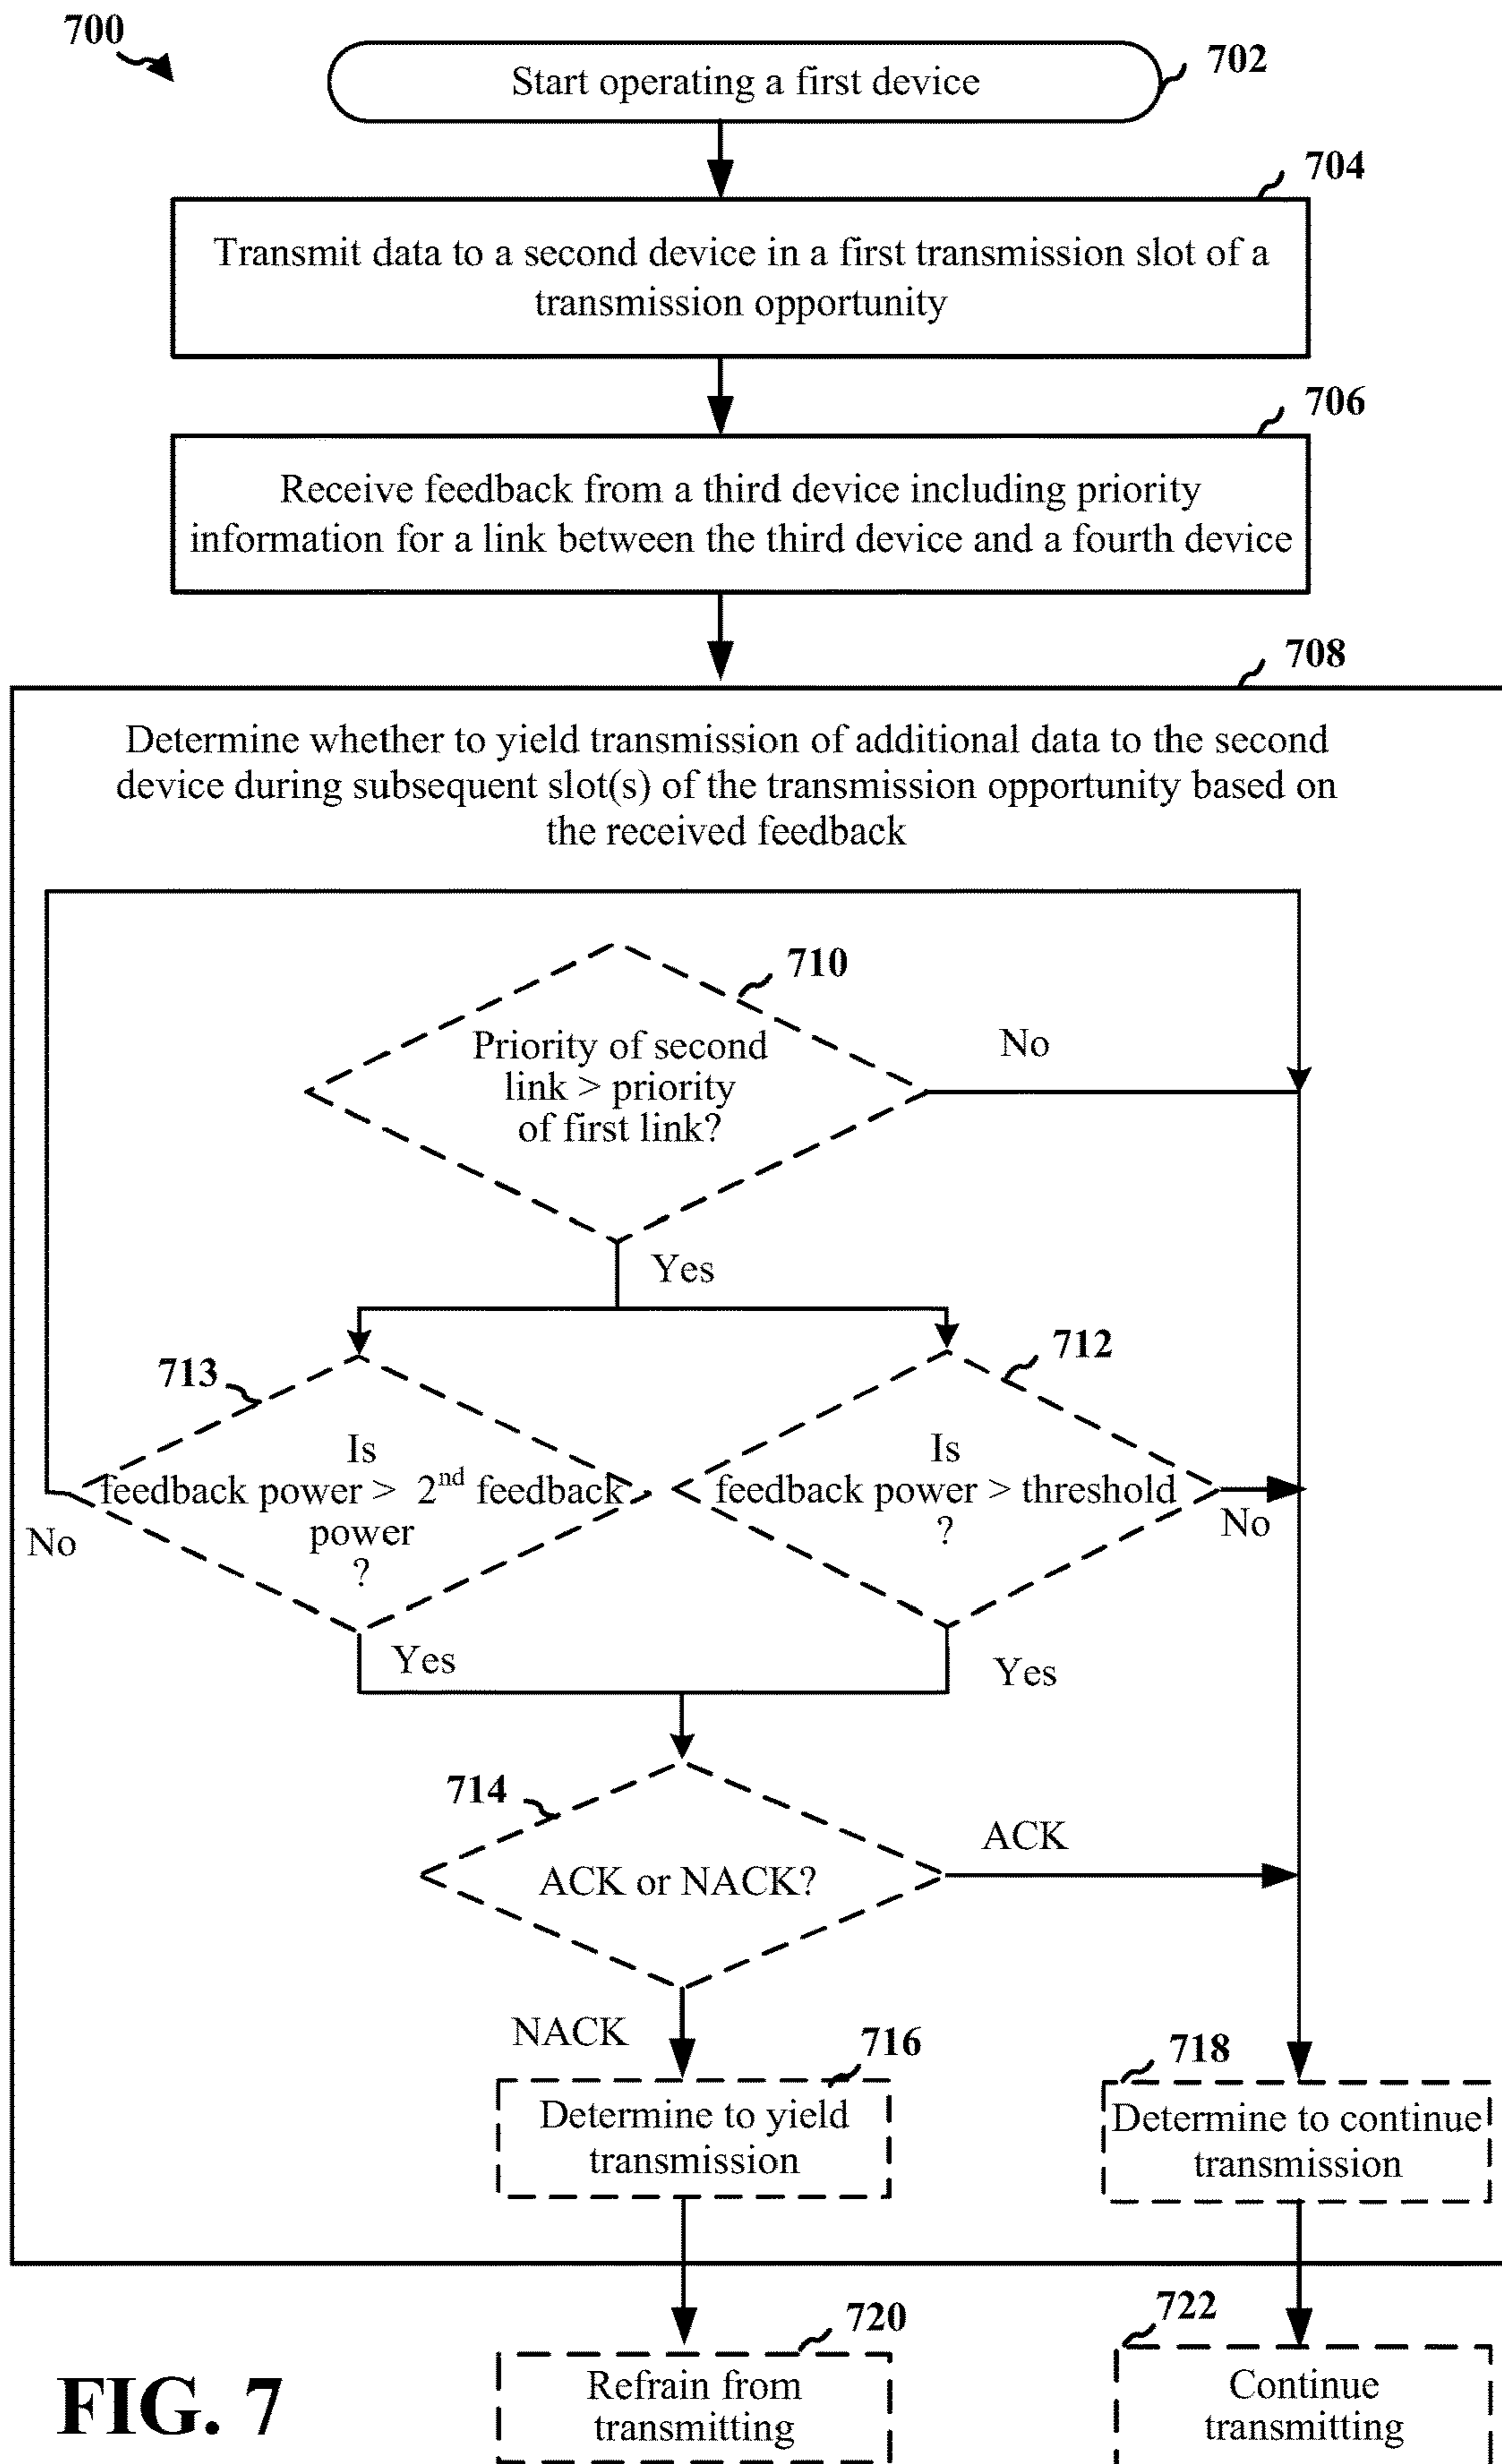 700
Start operating a first device
702
704
Transmit data to a second device in a first transmission slot of a
transmission opportunity
706
Receive feedback from a third device including priority
information for a link between the third device and a fourth device
708
Determine whether to yield transmission of additional data to the second
device during subsequent slot(s) of the transmission opportunity based on
the received feedback
710
Priority of second
link > priority
of first link?
No
Yes
713
Is
feedback power > 2nd feedback
power
?
No
Yes
712
Is
feedback power > threshold
?
No
Yes
714
ACK or NACK?
ACK
NACK
716
Determine to yield
transmission
718
Determine to continue
transmission
720
Refrain from
transmitting
722
Continue
transmitting
FIG. 7